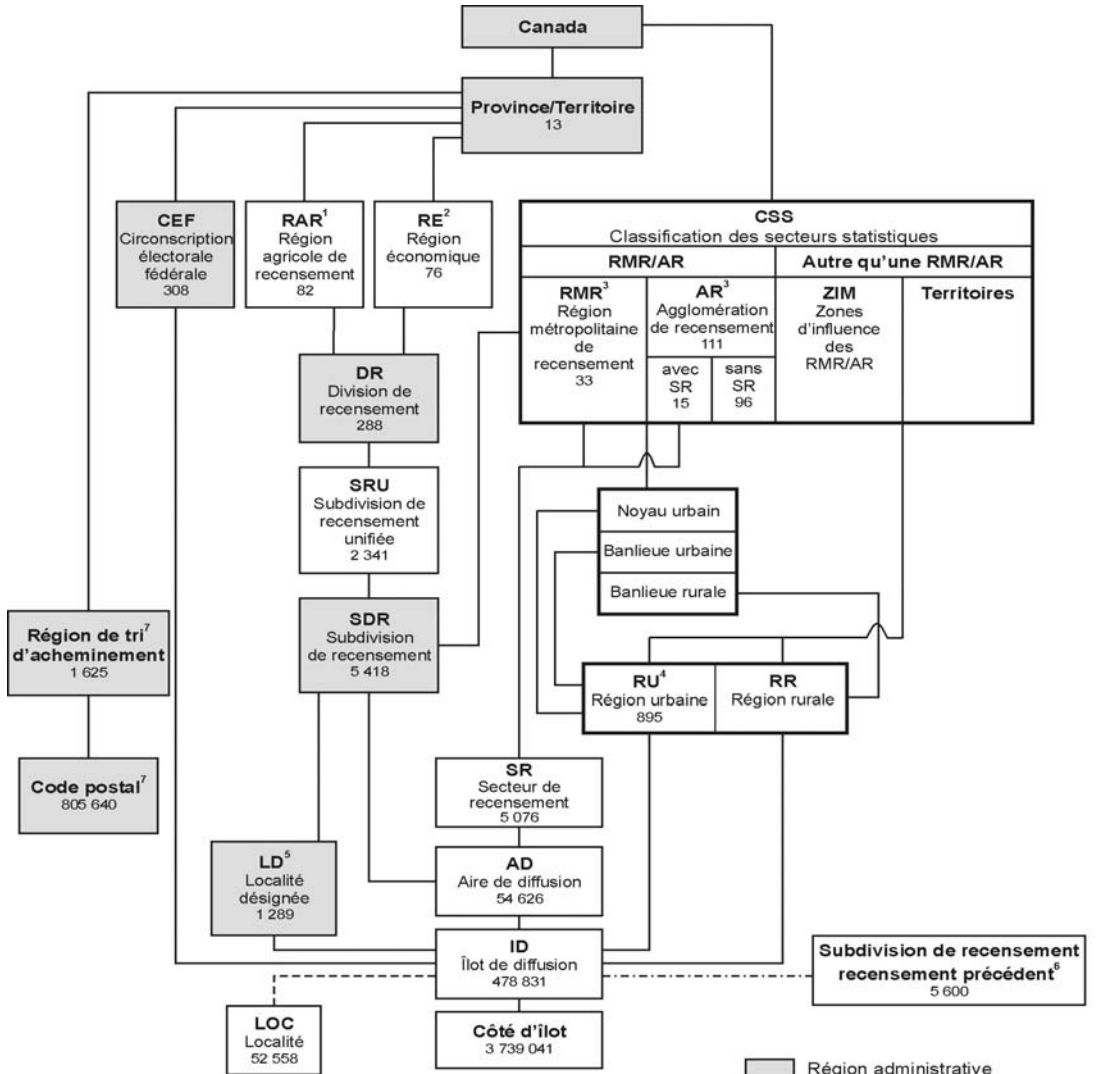 Canada
Province/Territoire
13
CEF
Circonscription
électorale
fédérale
308
RAR¹
Région
agricole de
recensement
82
RE²
Région
économique
76
CSS
Classification des secteurs statistiques
RMR/AR
Autre qu'une RMR/AR
RMR³
Région
métropolitaine
de
recensement
33
AR³
Agglomération
de recensement
111
avec
SR
15
sans
SR
96
ZIM
Zones
d'influence
des
RMR/AR
Territoires
DR
Division de
recensement
288
SRU
Subdivision de
recensement
unifiée
2 341
Noyau urbain
Banlieue urbaine
Banlieue rurale
Région de tri⁷
d'acheminement
1 625
SDR
Subdivision
de recensement
5 418
RU⁴
Région urbaine
895
RR
Région rurale
Code postal⁷
805 640
SR
Secteur de
recensement
5 076
LD⁵
Localité
désignée
1 289
AD
Aire de diffusion
54 626
ID
Îlot de diffusion
478 831
Subdivision de recensement
recensement précédent⁶
5 600
LOC
Localité
52 558
Côté d'îlot
3 739 041
Région administrative